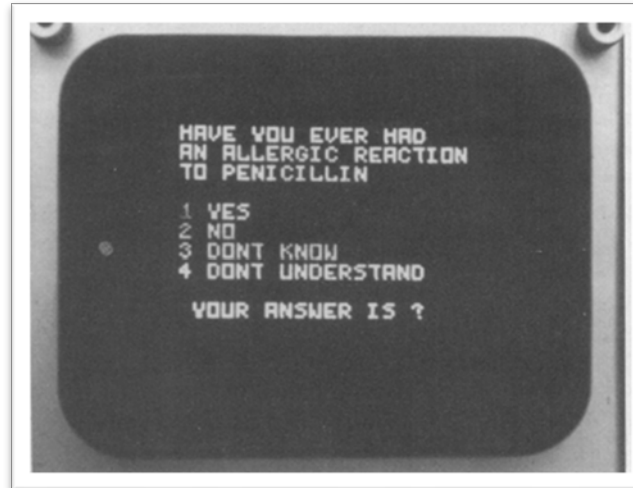 HAVE YOU EVER HAD
AN ALLERGIC REACTION
TO PENICILLIN
1 YES
2 NO
3 DONT KNOW
4 DONT UNDERSTAND
YOUR ANSWER IS ?